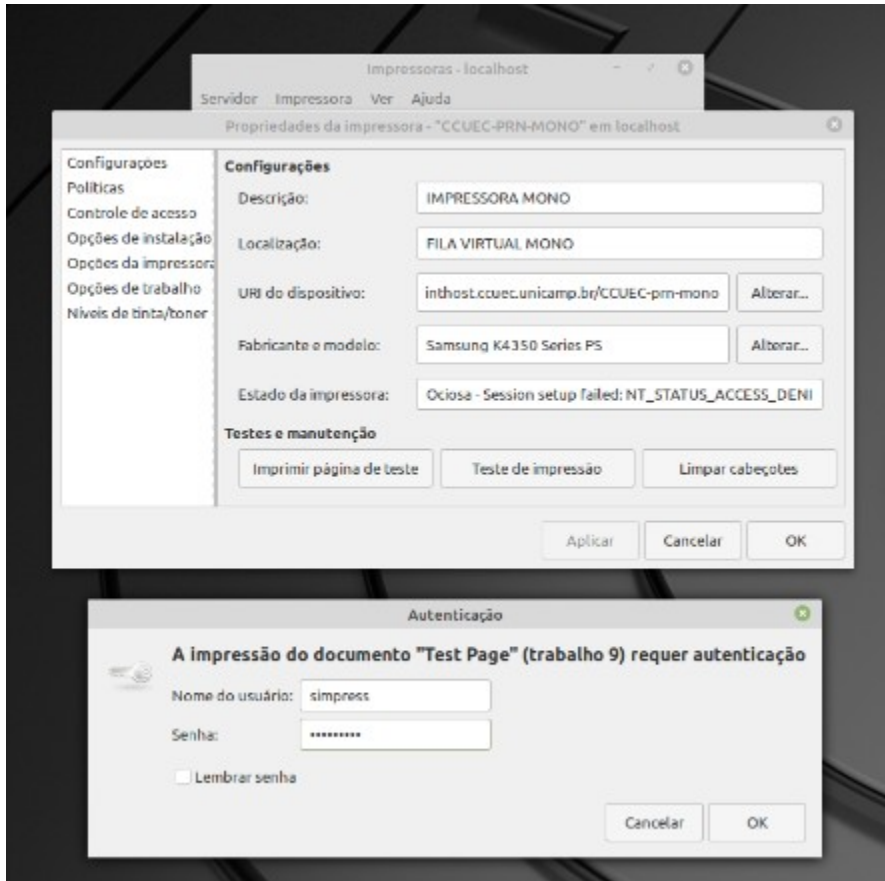 Impressoras - localhost
Servidor Impressora Ver Ajuda
Propriedades da impressora - "CCUEC-PRN-MONO" em localhost
Configurações
Políticas
Controle de acesso
Opções de instalação
Opções da impressora
Opções de trabalho
Níveis de tinta/toner
Configurações
Descrição: IMPRESSORA MONO
Localização: FILA VIRTUAL MONO
URI do dispositivo: inthost.ccuec.unicamp.br/CCUEC-prn-mono Alterar...
Fabricante e modelo: Samsung K4350 Series PS Alterar...
Estado da impressora: Ociosa - Session setup failed: NT_STATUS_ACCESS_DENI
Testes e manutenção
Imprimir página de teste Teste de impressão Limpar cabeçotes
Aplicar Cancelar OK
Autenticação
A impressão do documento "Test Page" (trabalho 9) requer autenticação
Nome do usuário: simpress
Senha: •••••••••
Lembrar senha
Cancelar OK